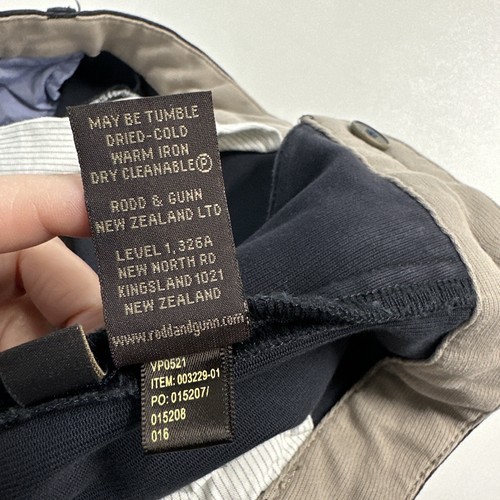 MAY BE TUMBLE
DRIED-COLD
WARM IRON
DRY CLEANABLE Ⓟ
RODD & GUNN
NEW ZEALAND LTD
LEVEL 1, 326A
NEW NORTH RD
KINGSLAND 1021
NEW ZEALAND
www.roddandgunn.com
VP0521
ITEM: 003229-01
PO: 015207/
015208
016